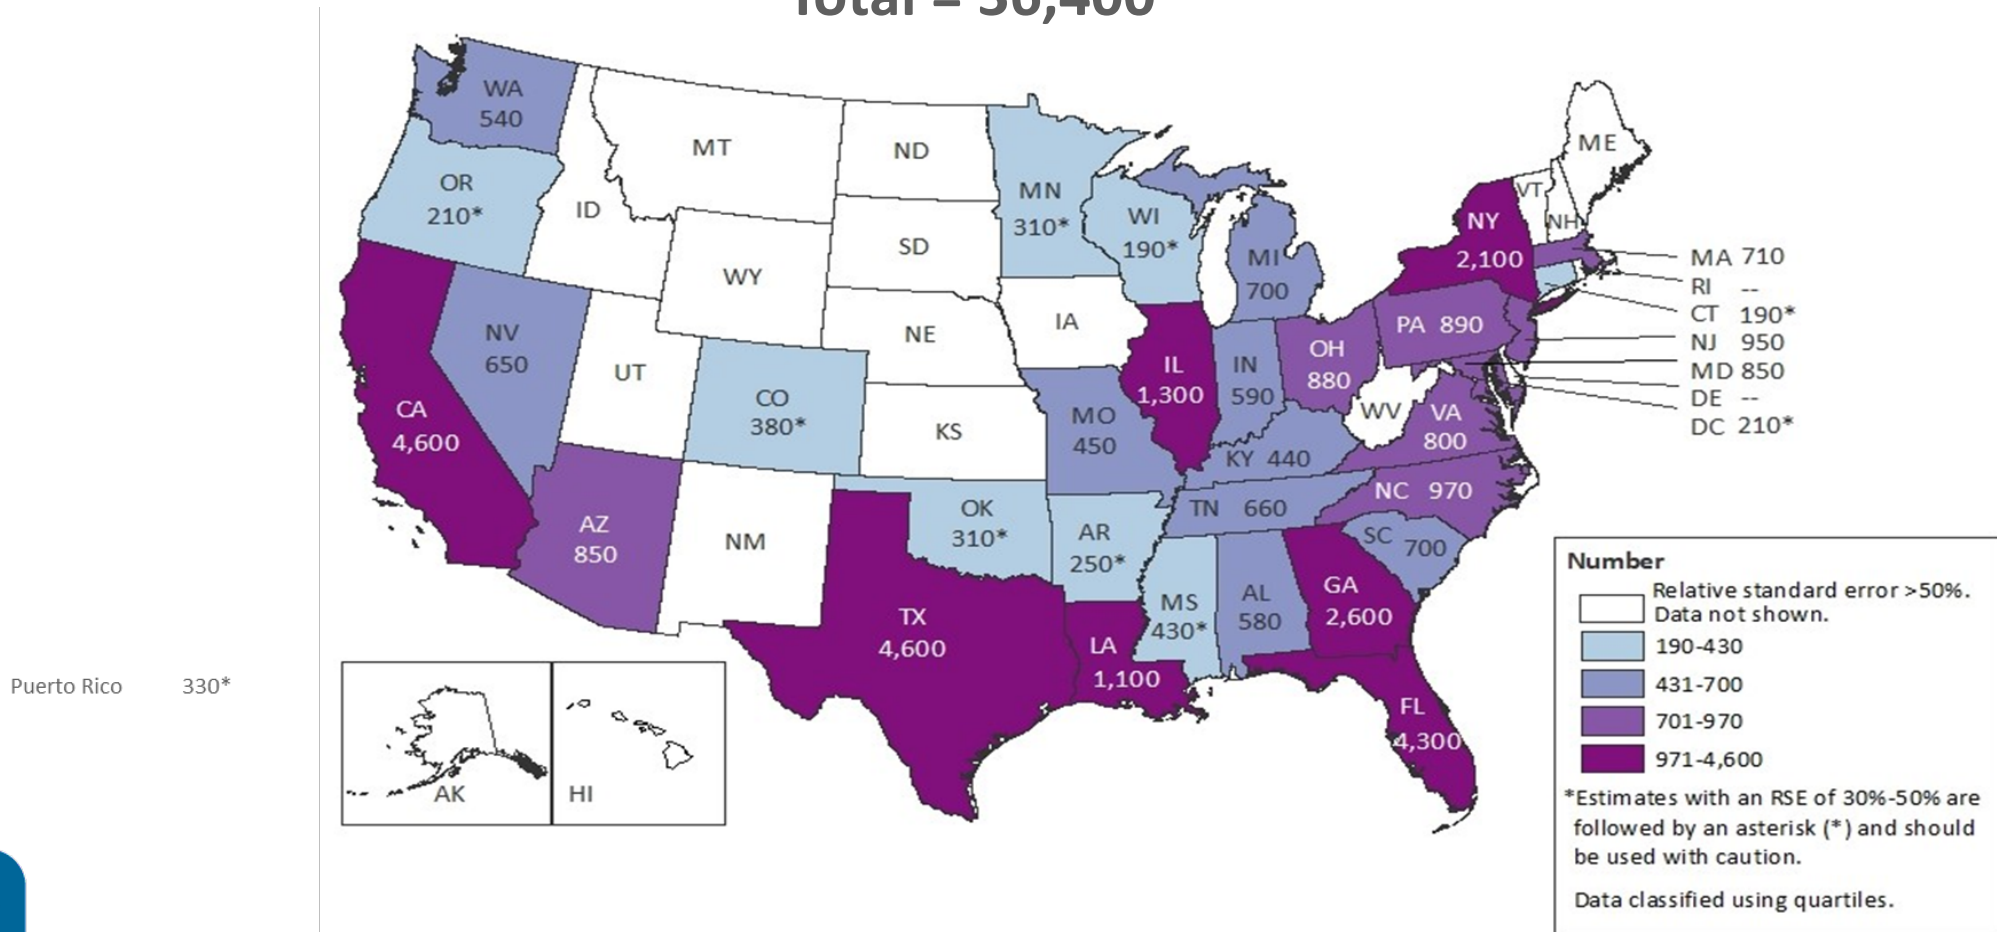 Total = 36,400
WA
540
OR
210*
CA
4,600
NV
650
ID
MT
WY
UT
AZ
850
CO
380*
NM
ND
SD
NE
KS
OK
310*
TX
4,600
MN
310*
IA
MO
450
AR
250*
LA
1,100
WI
190*
IL
1,300
MI
700
IN
590
OH
880
KY 440
TN 660
MS
430*
AL
580
GA
2,600
FL
4,300
SC 700
NC 970
VA
800
WV
PA 890
NY
2,100
VT
NH
ME
MA 710
RI --
CT 190*
NJ 950
MD 850
DE --
DC 210*
Puerto Rico 330*
AK
HI
Number
Relative standard error >50%.
Data not shown.
190-430
431-700
701-970
971-4,600
*Estimates with an RSE of 30%-50% are
followed by an asterisk (*) and should
be used with caution.
Data classified using quartiles.